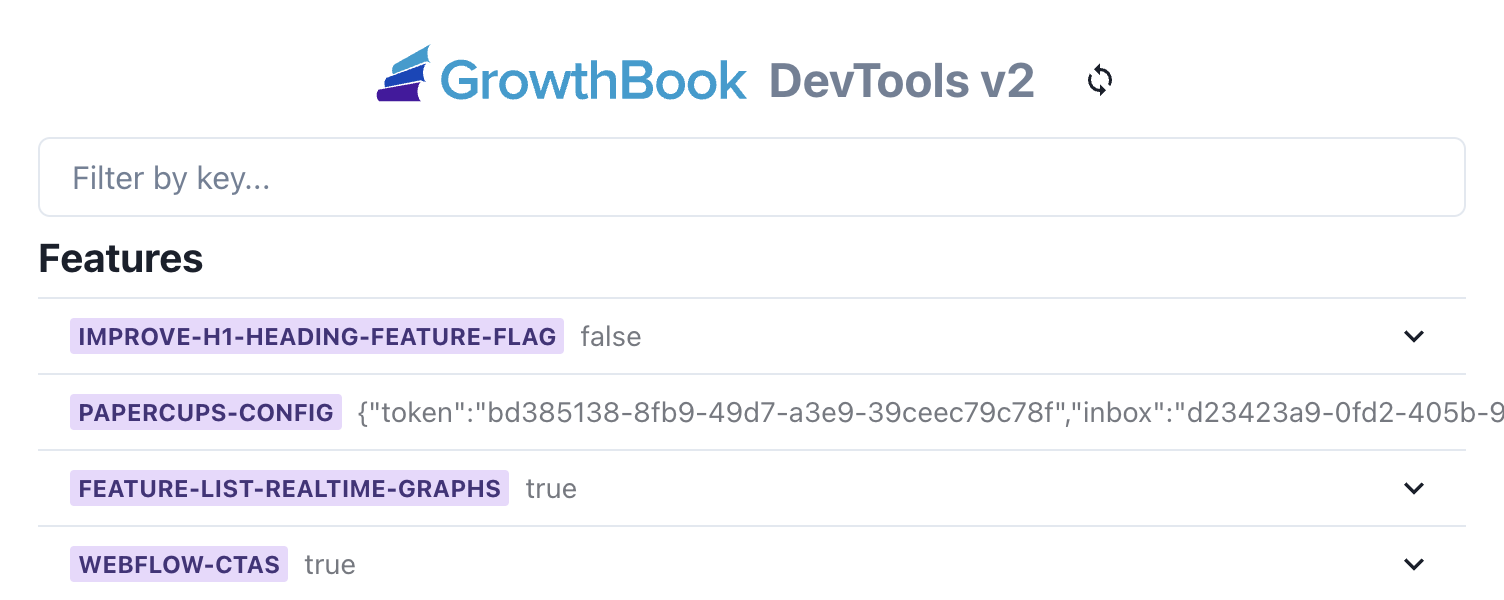 GrowthBook DevTools v2
Filter by key...
Features
IMPROVE-H1-HEADING-FEATURE-FLAG false
PAPERCUPS-CONFIG {"token":"bd385138-8fb9-49d7-a3e9-39ceec79c78f","inbox":"d23423a9-0fd2-405b-9
FEATURE-LIST-REALTIME-GRAPHS true
WEBFLOW-CTAS true